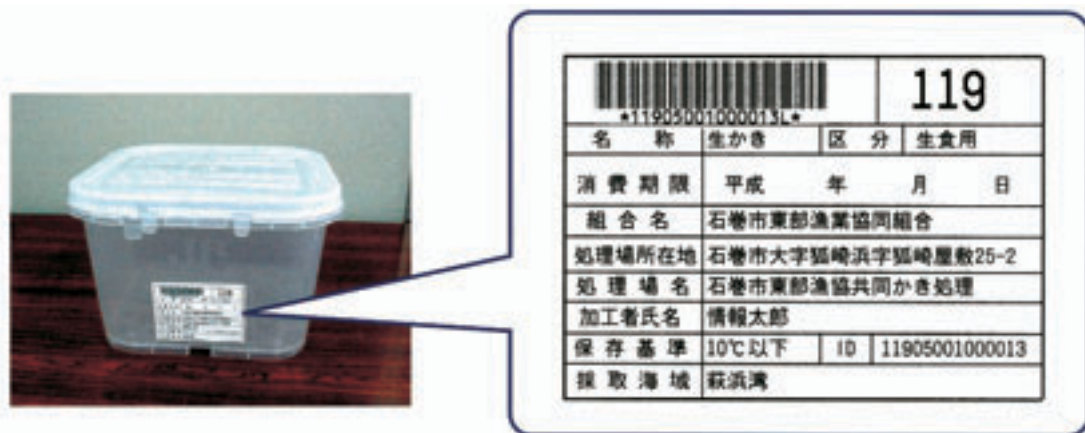 119
*11905001000013L*
名称 生かき 区分 生食用
消費期限 平成 年 月 日
組合名 石巻市東部漁業協同組合
処理場所在地 石巻市大字狐崎浜字狐崎屋敷25-2
処理場名 石巻市東部漁協共同かき処理
加工者氏名 情報太郎
保存基準 10℃以下 ID 11905001000013
採取海域 萩浜湾